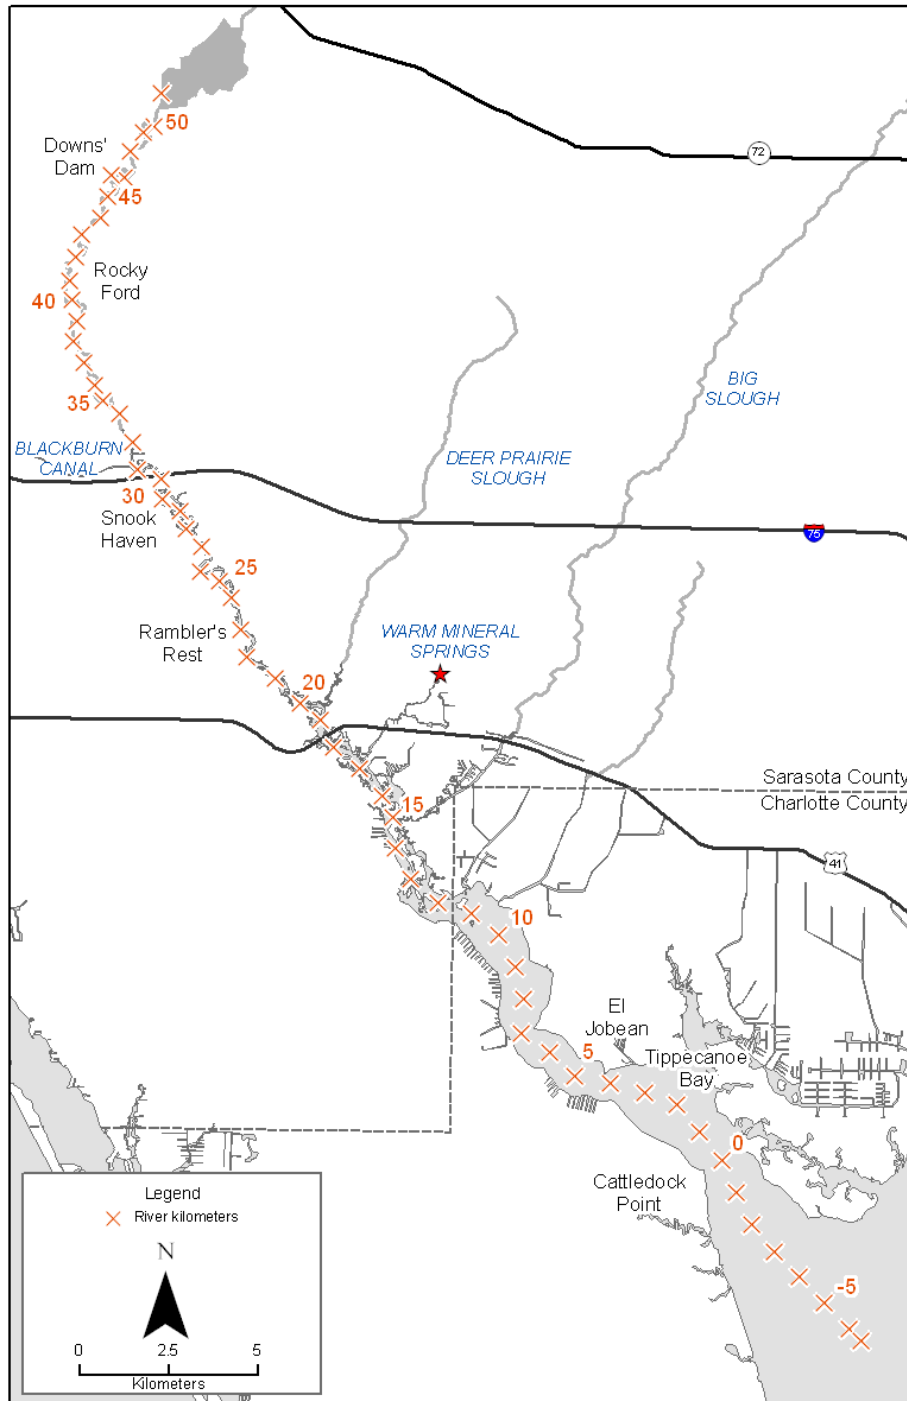 72
50
Downs'
Dam
45
Rocky
Ford
40
BIG
SLOUGH
35
BLACKBURN
CANAL
DEER PRAIRIE
SLOUGH
30
Snook
Haven
75
25
Rambler's
Rest
WARM MINERAL
SPRINGS
20
Sarasota County
Charlotte County
15
41
10
El
Jobean
5
Tippecanoe
Bay
0
Cattledock
Point
-5
Legend
River kilometers
N
0 2.5 5
Kilometers